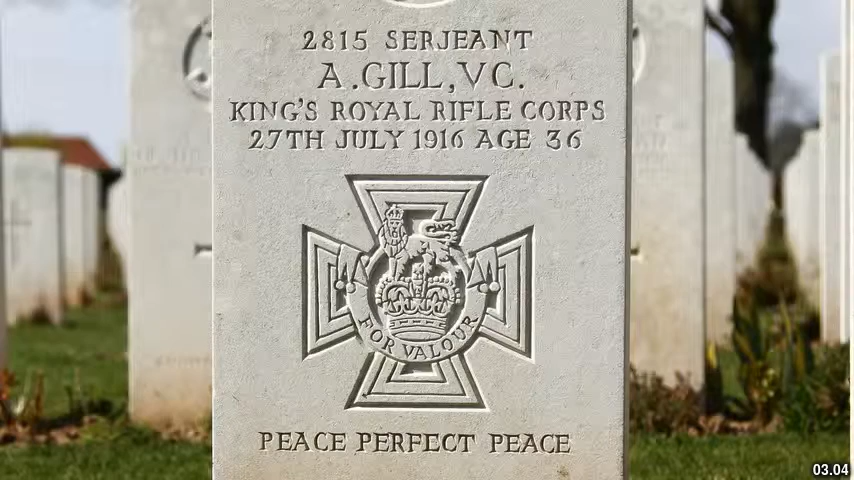 2815 SERJEANT
A. GILL, VC.
KING'S ROYAL RIFLE CORPS
27TH JULY 1916 AGE 36
FOR VALOUR
PEACE PERFECT PEACE
03.04